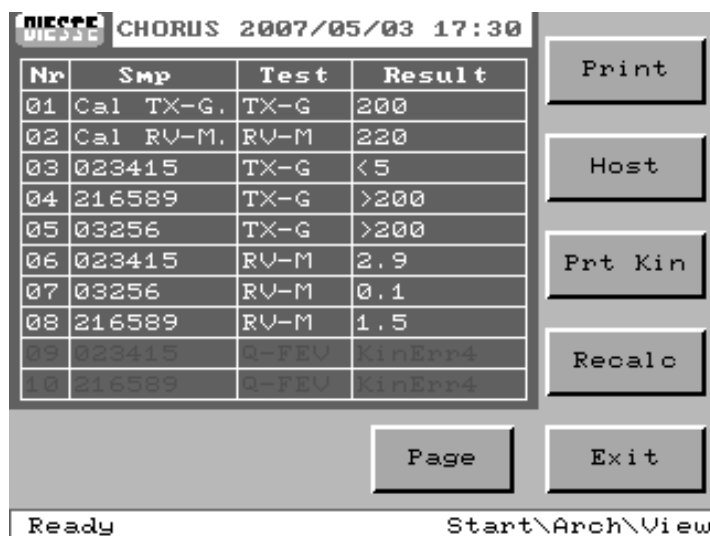 DIESSE CHORUS 2007/05/03 17:30
Nr Smp Test Result
01 Cal TX-G. TX-G 200
02 Cal RV-M. RV-M 220
03 023415 TX-G <5
04 216589 TX-G >200
05 03256 TX-G >200
06 023415 RV-M 2.9
07 03256 RV-M 0.1
08 216589 RV-M 1.5
09 023415 Q-FEV KinErr4
10 216589 Q-FEV KinErr4
Print
Host
Prt Kin
Recalc
Page Exit
Ready Start\Arch\View